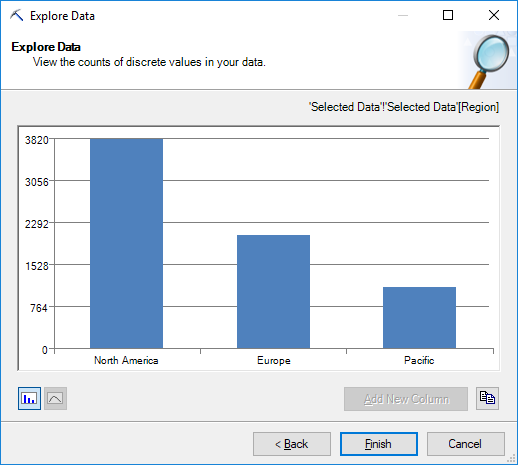 Explore Data
Explore Data
View the counts of discrete values in your data.
'Selected Data'!'Selected Data'[Region]
3820
3056
2292
1528
764
0
North America Europe Pacific
Add New Column
< Back Finish Cancel